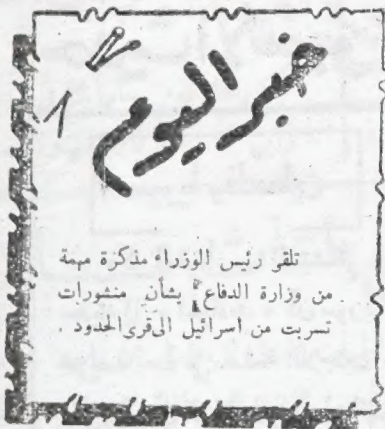 خبر اليوم
تلقى رئيس الوزراء مذكرة مهمة
من وزارة الدفاع بشأن منشورات
تسربت من اسرائيل الى قرى الحدود .